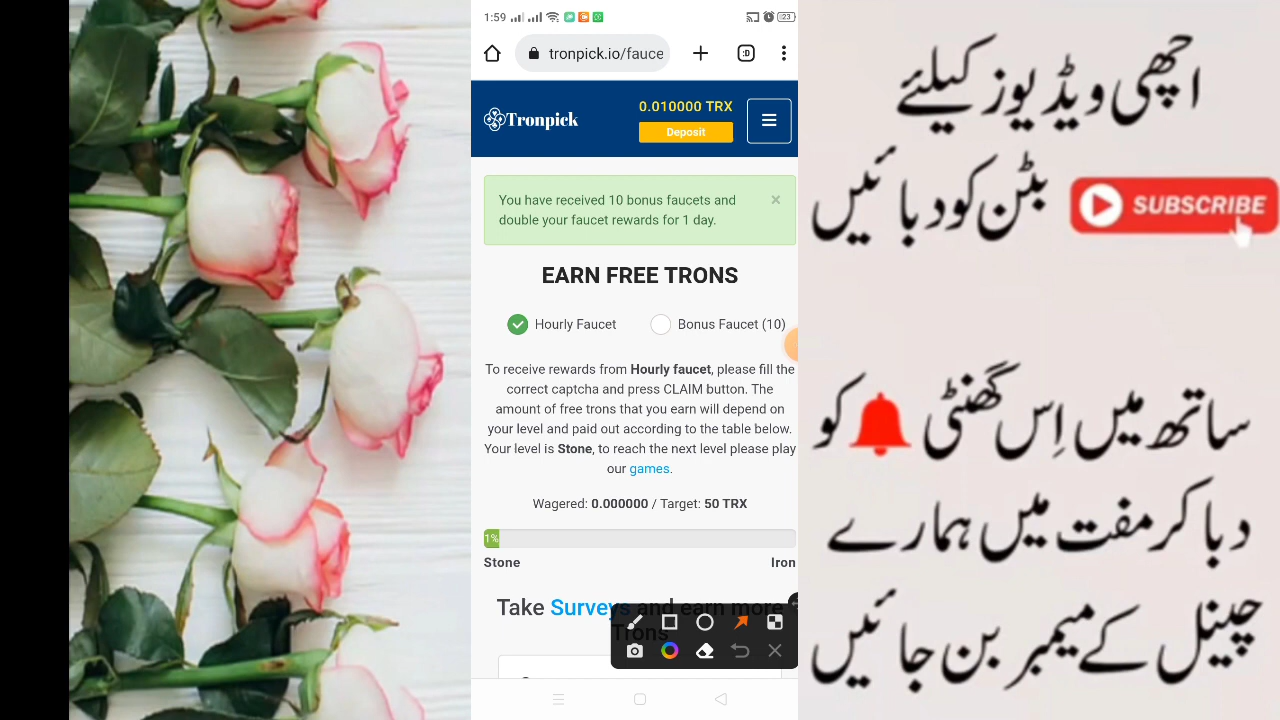 1:59
23
:D
tronpick.io/fauce
Tronpick
0.010000 TRX
Deposit
You have received 10 bonus faucets and
double your faucet rewards for 1 day.
EARN FREE TRONS
Hourly Faucet
Bonus Faucet (10)
To receive rewards from Hourly faucet, please fill the
correct captcha and press CLAIM button. The
amount of free trons that you earn will depend on
your level and paid out according to the table below.
Your level is Stone, to reach the next level please play
our games.
Wagered: 0.000000 / Target: 50 TRX
1%
Stone
Iron
Take Surveys and earn more
Trons
اچھی ویڈیوز کیلئے
بٹن کو دبائیں
SUBSCRIBE
ساتھ میں اِس گھنٹی کو
دبا کر مفت میں ہمارے
چینل کے میمبر بن جائیں